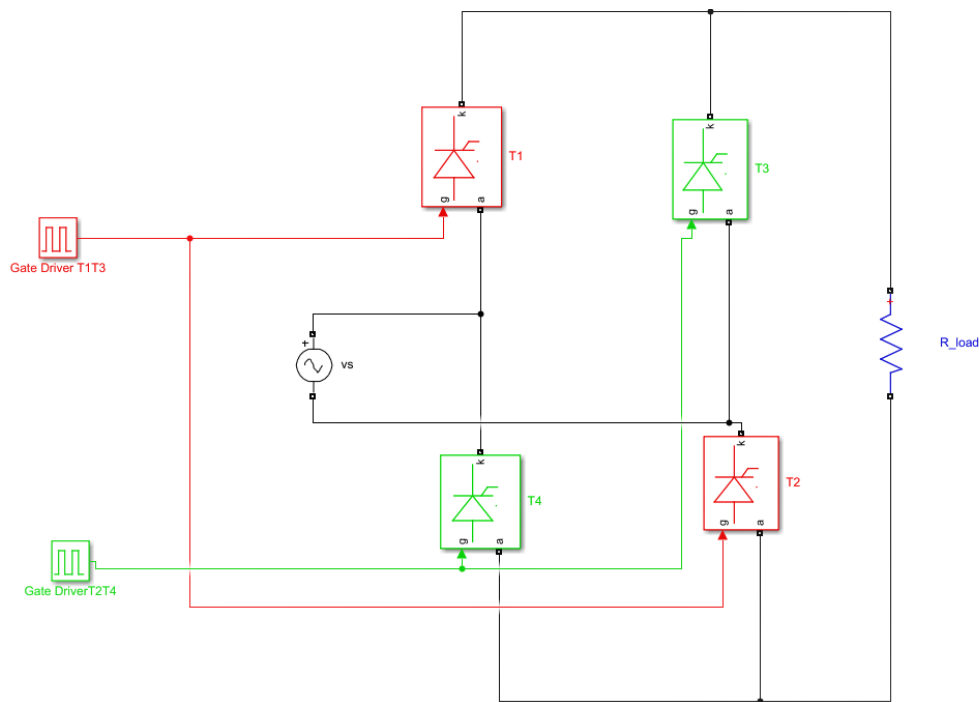 k
T1
g
a
k
T3
g
a
Gate Driver T1T3
+
vs
+
R_load
k
T4
g
a
k
T2
g
a
Gate DriverT2T4